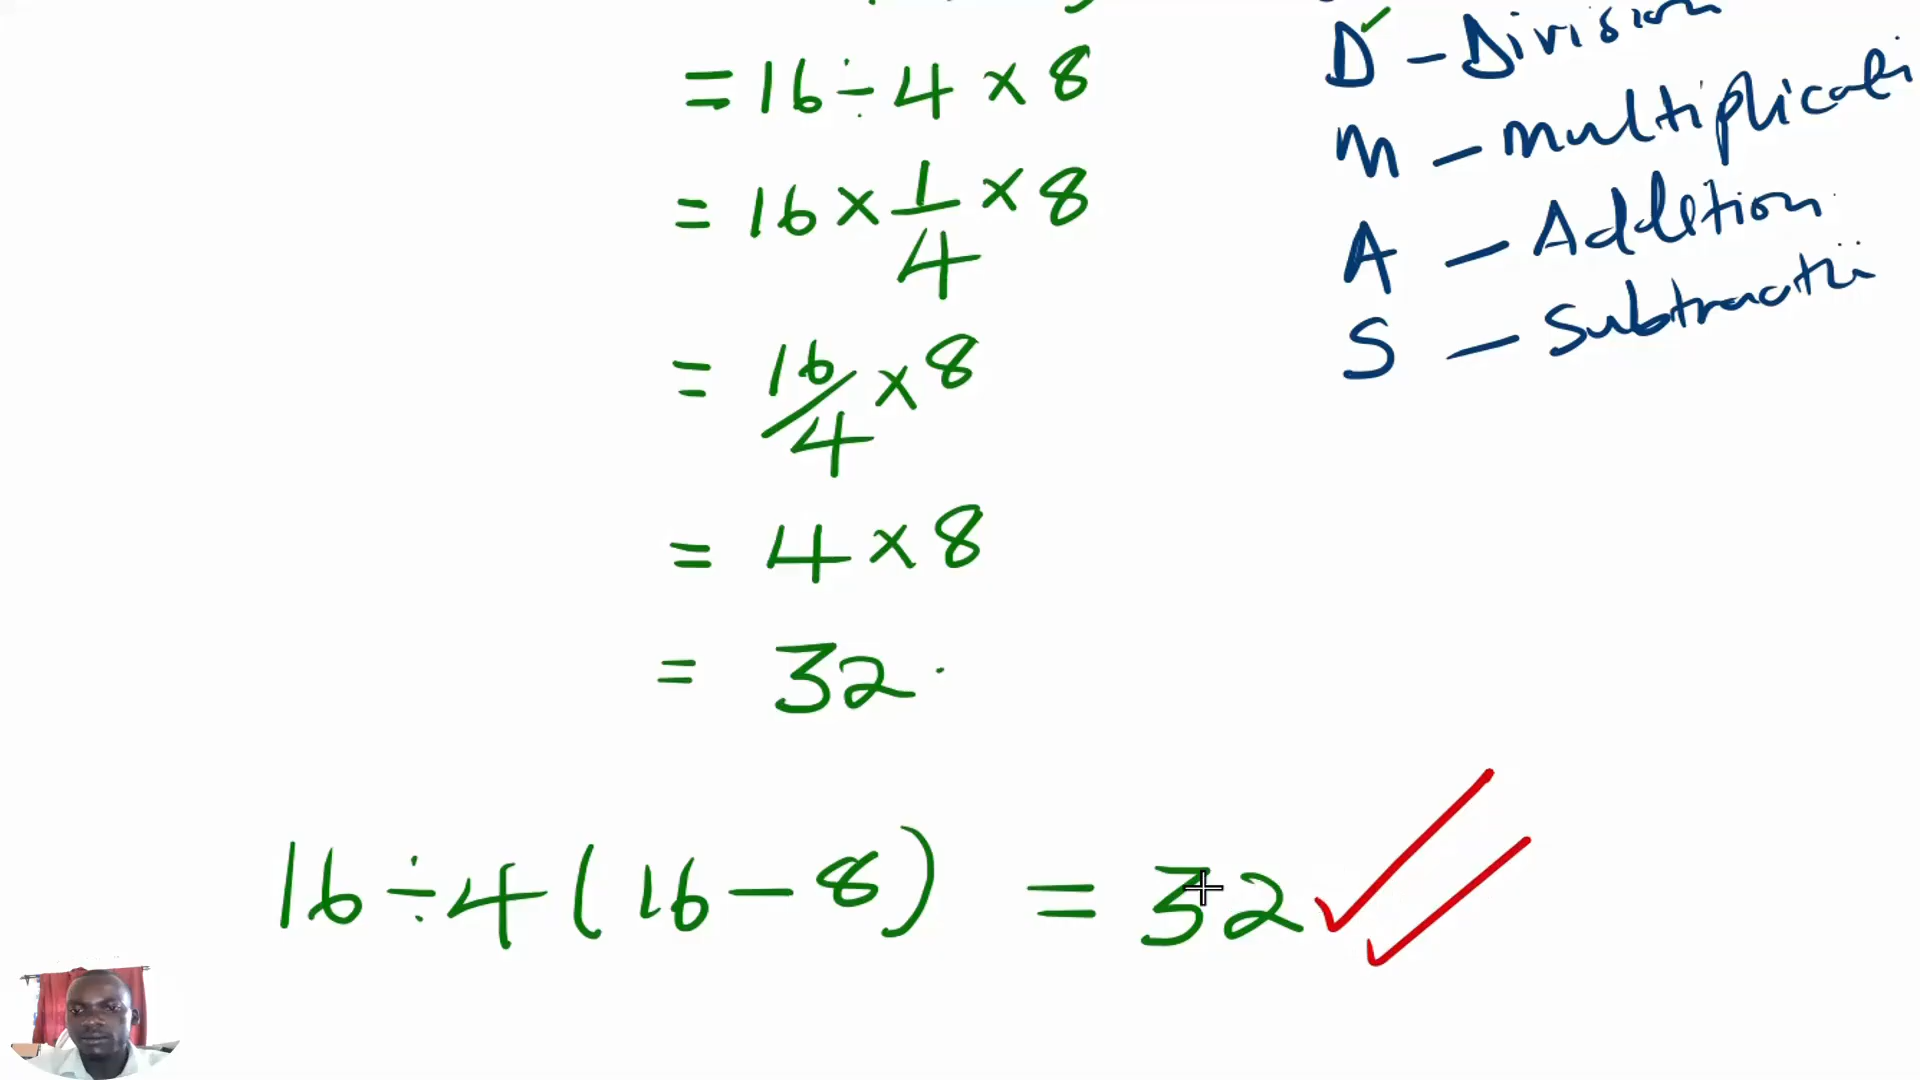 = 16 ÷ 4 × 8
= 16 × 1/4 × 8
= 16/4 × 8
= 4 × 8
= 32
16 ÷ 4 ( 16 - 8 ) = 32
D - Division
M - multiplicati
A - Addition
S - Subtracti